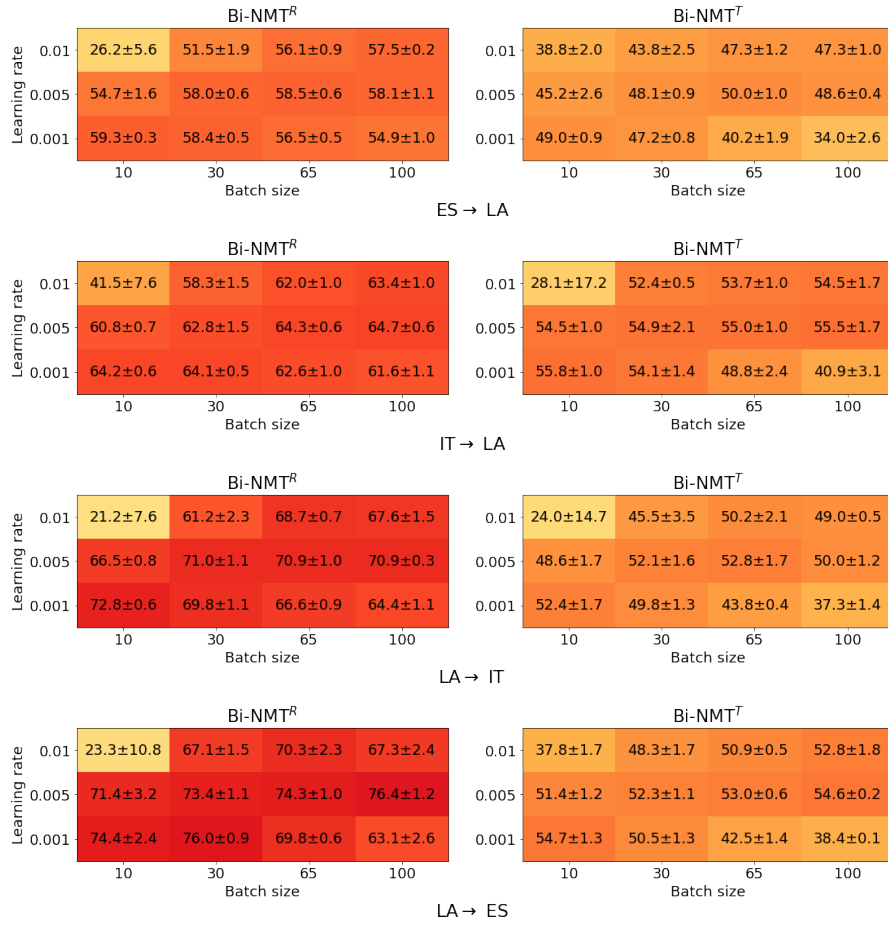 Bi-NMT^R Bi-NMT^T
Learning rate
0.01 26.2±5.6 51.5±1.9 56.1±0.9 57.5±0.2 0.01 38.8±2.0 43.8±2.5 47.3±1.2 47.3±1.0
0.005 54.7±1.6 58.0±0.6 58.5±0.6 58.1±1.1 0.005 45.2±2.6 48.1±0.9 50.0±1.0 48.6±0.4
0.001 59.3±0.3 58.4±0.5 56.5±0.5 54.9±1.0 0.001 49.0±0.9 47.2±0.8 40.2±1.9 34.0±2.6
10 30 65 100 10 30 65 100
Batch size Batch size
ES → LA
Bi-NMT^R Bi-NMT^T
Learning rate
0.01 41.5±7.6 58.3±1.5 62.0±1.0 63.4±1.0 0.01 28.1±17.2 52.4±0.5 53.7±1.0 54.5±1.7
0.005 60.8±0.7 62.8±1.5 64.3±0.6 64.7±0.6 0.005 54.5±1.0 54.9±2.1 55.0±1.0 55.5±1.7
0.001 64.2±0.6 64.1±0.5 62.6±1.0 61.6±1.1 0.001 55.8±1.0 54.1±1.4 48.8±2.4 40.9±3.1
10 30 65 100 10 30 65 100
Batch size Batch size
IT → LA
Bi-NMT^R Bi-NMT^T
Learning rate
0.01 21.2±7.6 61.2±2.3 68.7±0.7 67.6±1.5 0.01 24.0±14.7 45.5±3.5 50.2±2.1 49.0±0.5
0.005 66.5±0.8 71.0±1.1 70.9±1.0 70.9±0.3 0.005 48.6±1.7 52.1±1.6 52.8±1.7 50.0±1.2
0.001 72.8±0.6 69.8±1.1 66.6±0.9 64.4±1.1 0.001 52.4±1.7 49.8±1.3 43.8±0.4 37.3±1.4
10 30 65 100 10 30 65 100
Batch size Batch size
LA → IT
Bi-NMT^R Bi-NMT^T
Learning rate
0.01 23.3±10.8 67.1±1.5 70.3±2.3 67.3±2.4 0.01 37.8±1.7 48.3±1.7 50.9±0.5 52.8±1.8
0.005 71.4±3.2 73.4±1.1 74.3±1.0 76.4±1.2 0.005 51.4±1.2 52.3±1.1 53.0±0.6 54.6±0.2
0.001 74.4±2.4 76.0±0.9 69.8±0.6 63.1±2.6 0.001 54.7±1.3 50.5±1.3 42.5±1.4 38.4±0.1
10 30 65 100 10 30 65 100
Batch size Batch size
LA → ES